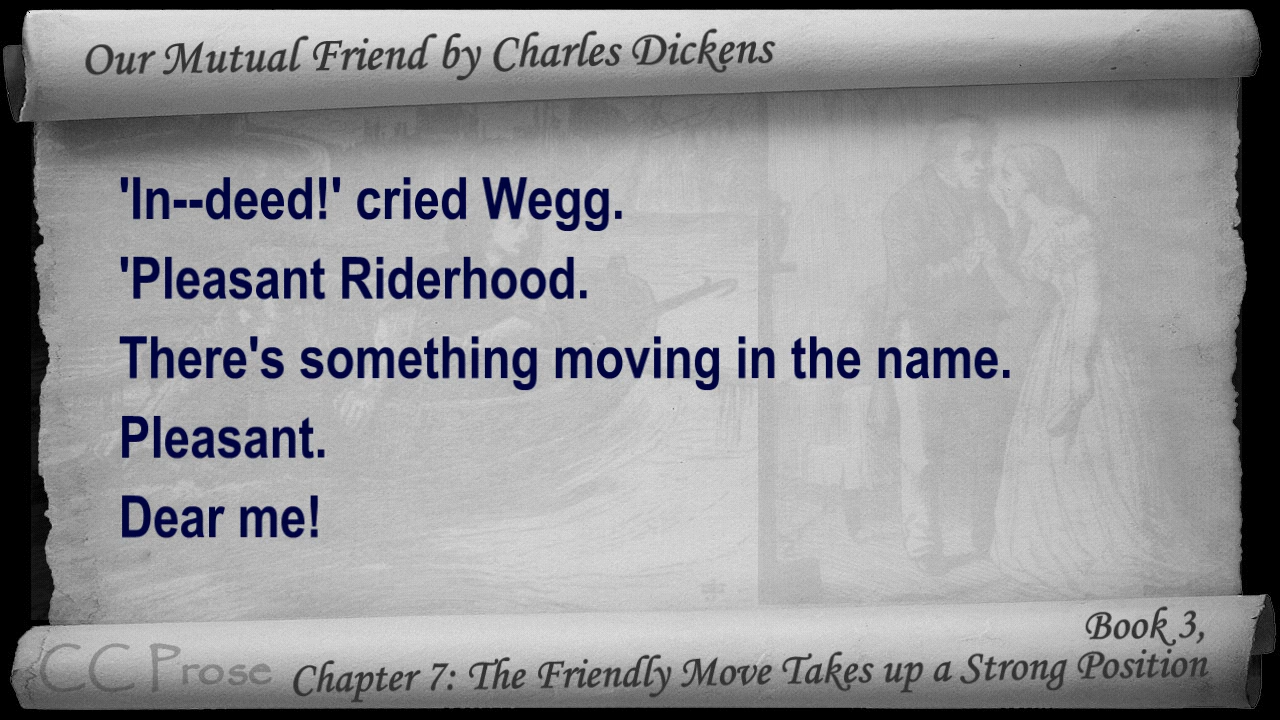 Our Mutual Friend by Charles Dickens
'In--deed!' cried Wegg.
'Pleasant Riderhood.
There's something moving in the name.
Pleasant.
Dear me!
Book 3,
CC Prose Chapter 7: The Friendly Move Takes up a Strong Position